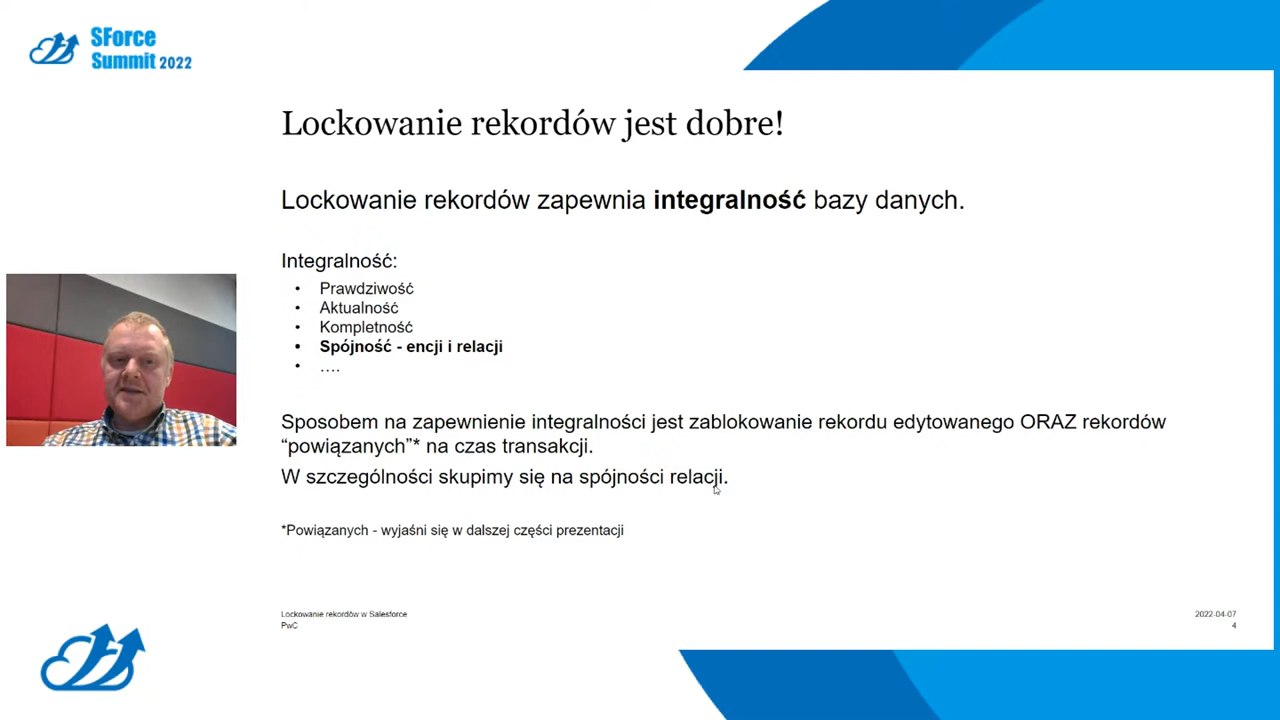 SForce
Summit 2022
Lockowanie rekordów jest dobre!
Lockowanie rekordów zapewnia integralność bazy danych.
Integralność:
• Prawdziwość
• Aktualność
• Kompletność
• Spójność - encji i relacji
• ....
Sposobem na zapewnienie integralności jest zablokowanie rekordu edytowanego ORAZ rekordów
“powiązanych”* na czas transakcji.
W szczególności skupimy się na spójności relacji.
*Powiązanych - wyjaśni się w dalszej części prezentacji
Lockowanie rekordów w Salesforce
PwC
2022-04-07
4